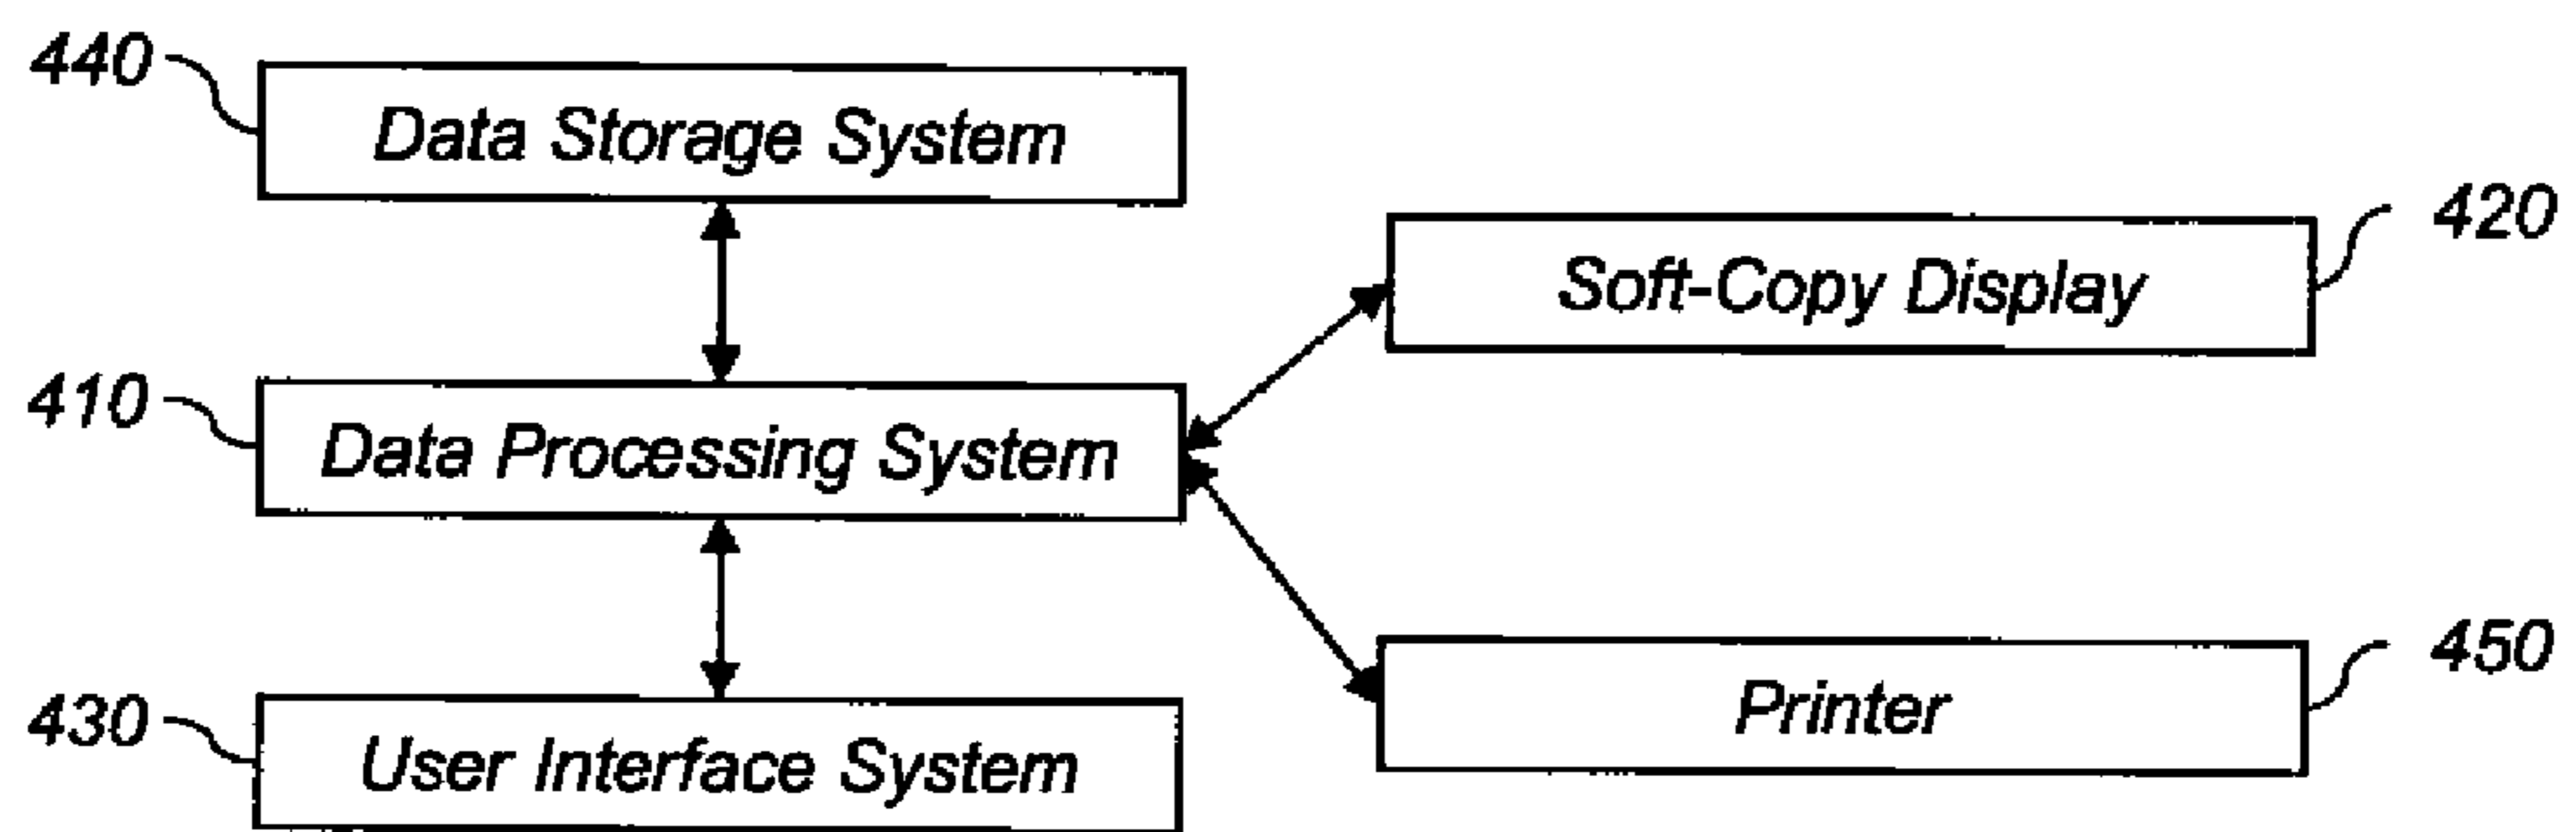 440
Data Storage System
420
Soft-Copy Display
410
Data Processing System
450
Printer
430
User Interface System